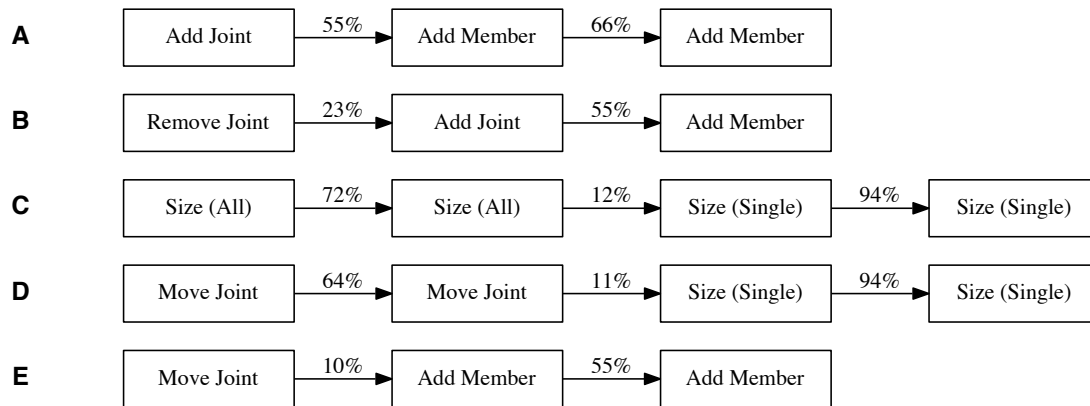 A Add Joint 55% Add Member 66% Add Member
B Remove Joint 23% Add Joint 55% Add Member
C Size (All) 72% Size (All) 12% Size (Single) 94% Size (Single)
D Move Joint 64% Move Joint 11% Size (Single) 94% Size (Single)
E Move Joint 10% Add Member 55% Add Member